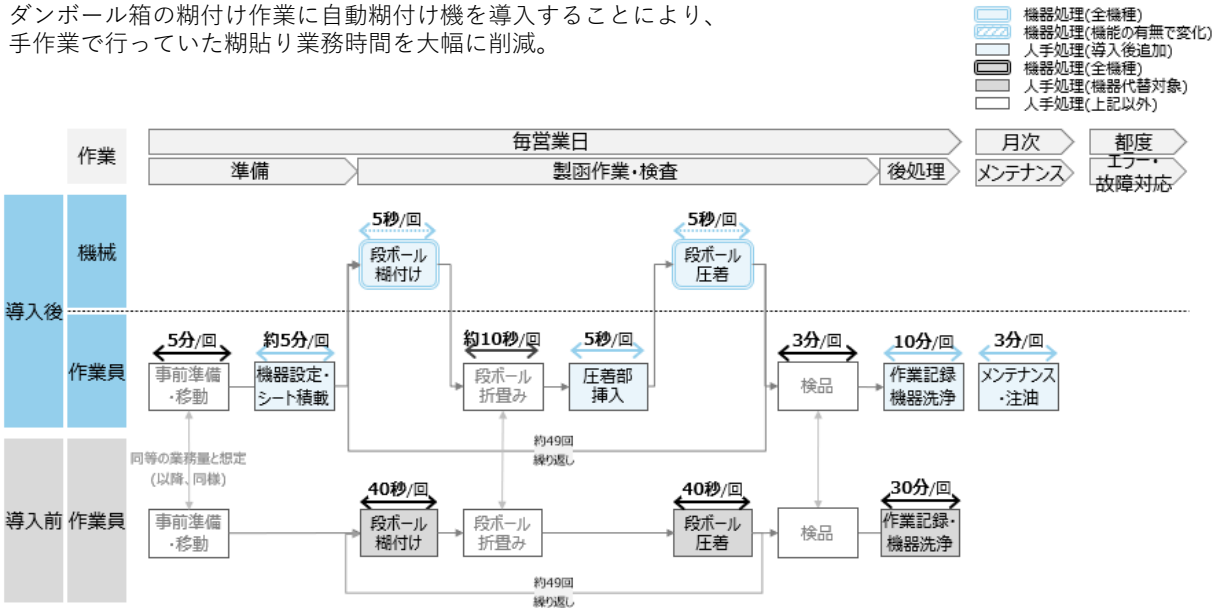 ダンボール箱の糊付け作業に自動糊付け機を導入することにより、
手作業で行っていた糊貼り業務時間を大幅に削減。
機器処理(全機種)
機器処理(機能の有無で変化)
人手処理(導入後追加)
機器処理(全機種)
人手処理(機器代替対象)
人手処理(上記以外)
作業
毎営業日
月次
都度
準備
製函作業・検査
後処理
メンテナンス
エラー・
故障対応
導入後
機械
5秒/回
段ボール
糊付け
5秒/回
段ボール
圧着
作業員
5分/回
事前準備
・移動
約5分/回
機器設定・
シート積載
約10秒/回
段ボール
折畳み
5秒/回
圧着部
挿入
3分/回
検品
10分/回
作業記録
機器洗浄
3分/回
メンテナンス
・注油
約49回
繰り返し
同等の業務量と想定
(以降、同様)
導入前
作業員
事前準備
・移動
40秒/回
段ボール
糊付け
段ボール
折畳み
40秒/回
段ボール
圧着
検品
30分/回
作業記録・
機器洗浄
約49回
繰り返し